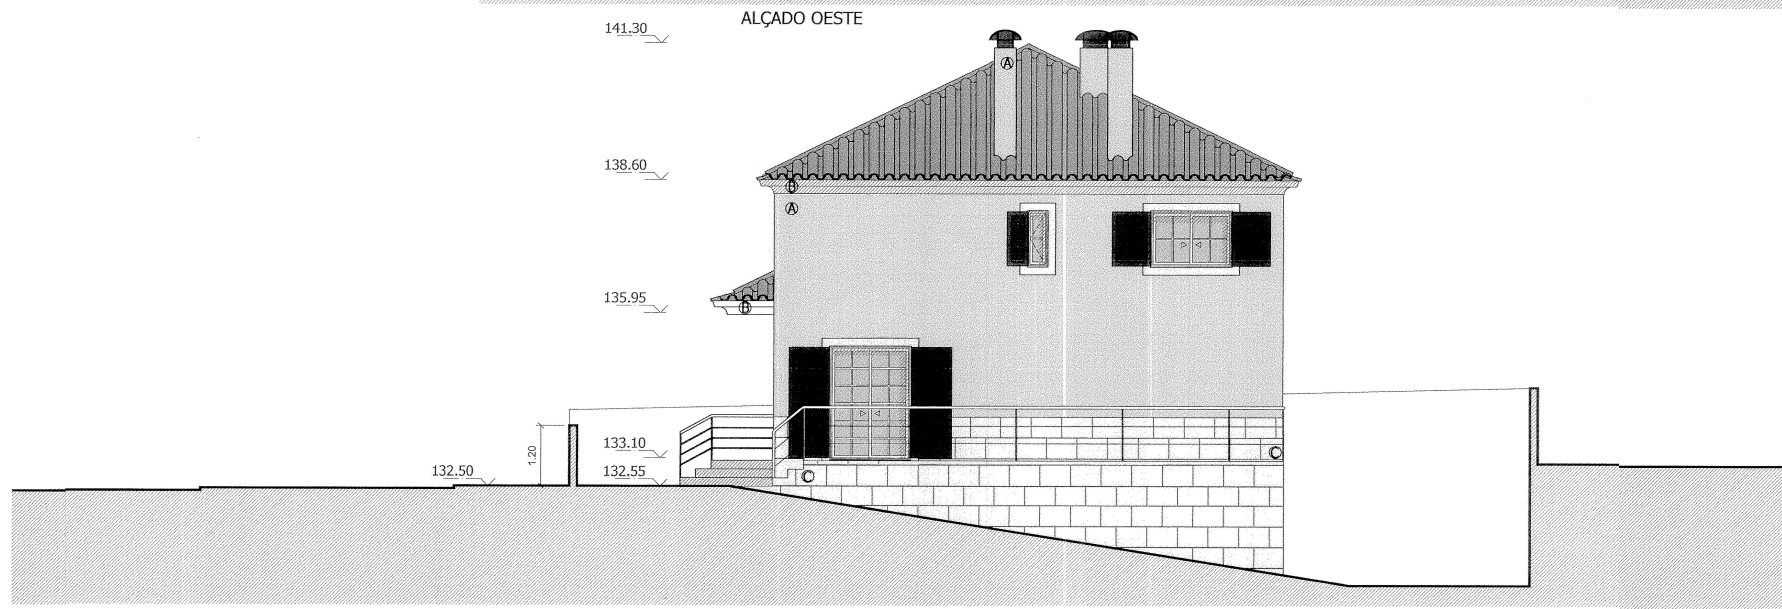 ALÇADO OESTE
141.30
A
138.60
B
A
135.95
B
1.20
133.10
132.50
132.55
C
C